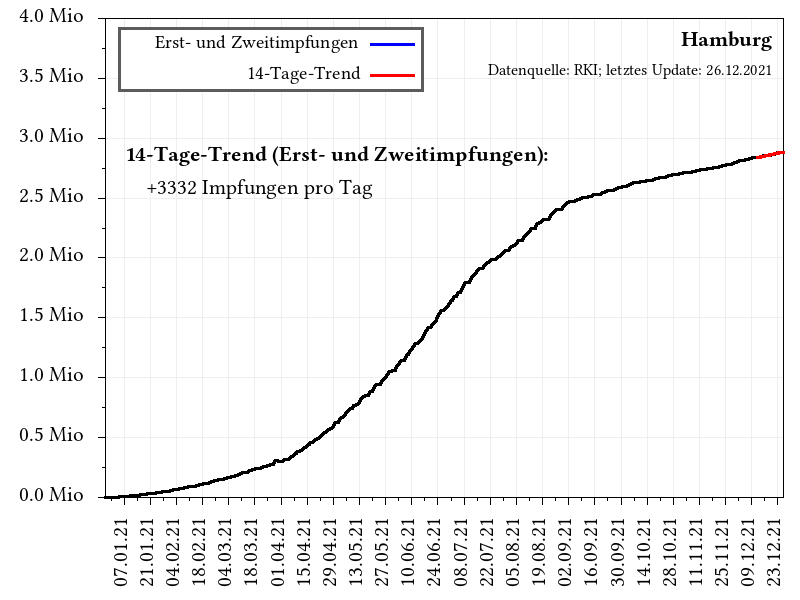 4.0 Mio
3.5 Mio
3.0 Mio
2.5 Mio
2.0 Mio
1.5 Mio
1.0 Mio
0.5 Mio
0.0 Mio
Erst- und Zweitimpfungen
14-Tage-Trend
Hamburg
Datenquelle: RKI; letztes Update: 26.12.2021
14-Tage-Trend (Erst- und Zweitimpfungen):
+3332 Impfungen pro Tag
07.01.21
21.01.21
04.02.21
18.02.21
04.03.21
18.03.21
01.04.21
15.04.21
29.04.21
13.05.21
27.05.21
10.06.21
24.06.21
08.07.21
22.07.21
05.08.21
19.08.21
02.09.21
16.09.21
30.09.21
14.10.21
28.10.21
11.11.21
25.11.21
09.12.21
23.12.21